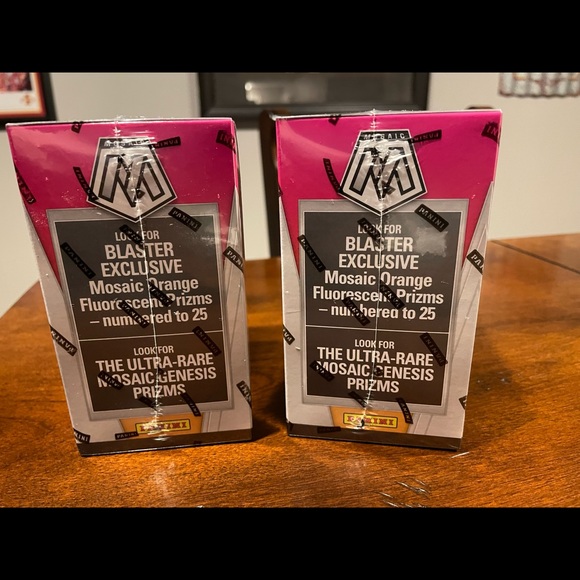 MOSAIC
LOOK FOR
BLASTER
EXCLUSIVE
Mosaic Orange
Fluorescent Prizms
– numbered to 25
LOOK FOR
THE ULTRA-RARE
MOSAIC GENESIS
PRIZMS
PANINI
MOSAIC
LOOK FOR
BLASTER
EXCLUSIVE
Mosaic Orange
Fluorescent Prizms
– numbered to 25
LOOK FOR
THE ULTRA-RARE
MOSAIC GENESIS
PRIZMS
PANINI